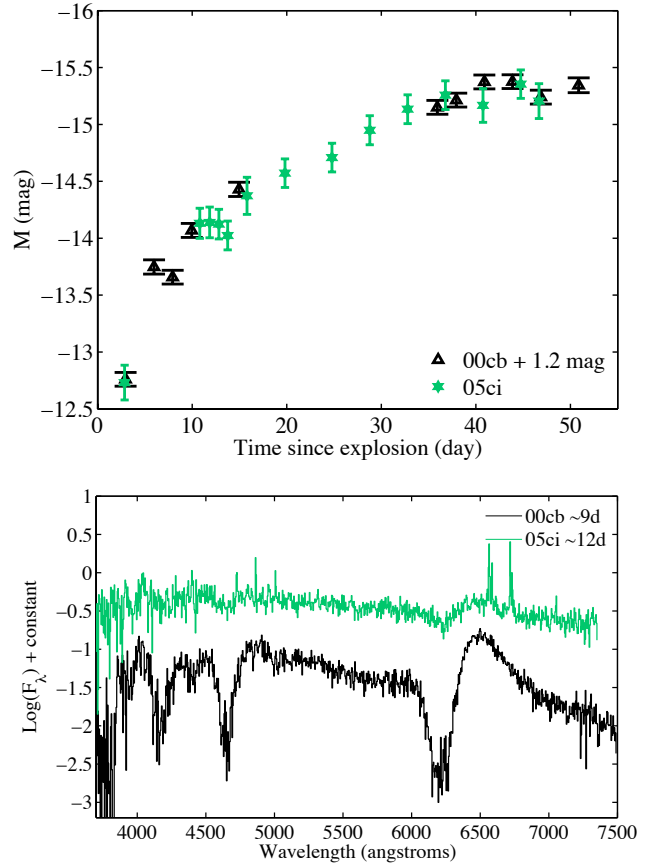 −16
−15.5
−15
−14.5
−14
−13.5
−13
−12.5
M (mag)
00cb + 1.2 mag
05ci
0 10 20 30 40 50
Time since explosion (day)
1
0.5
0
−0.5
−1
−1.5
−2
−2.5
−3
Log(F_λ) + constant
00cb ~9d
05ci ~12d
4000 4500 5000 5500 6000 6500 7000 7500
Wavelength (angstroms)